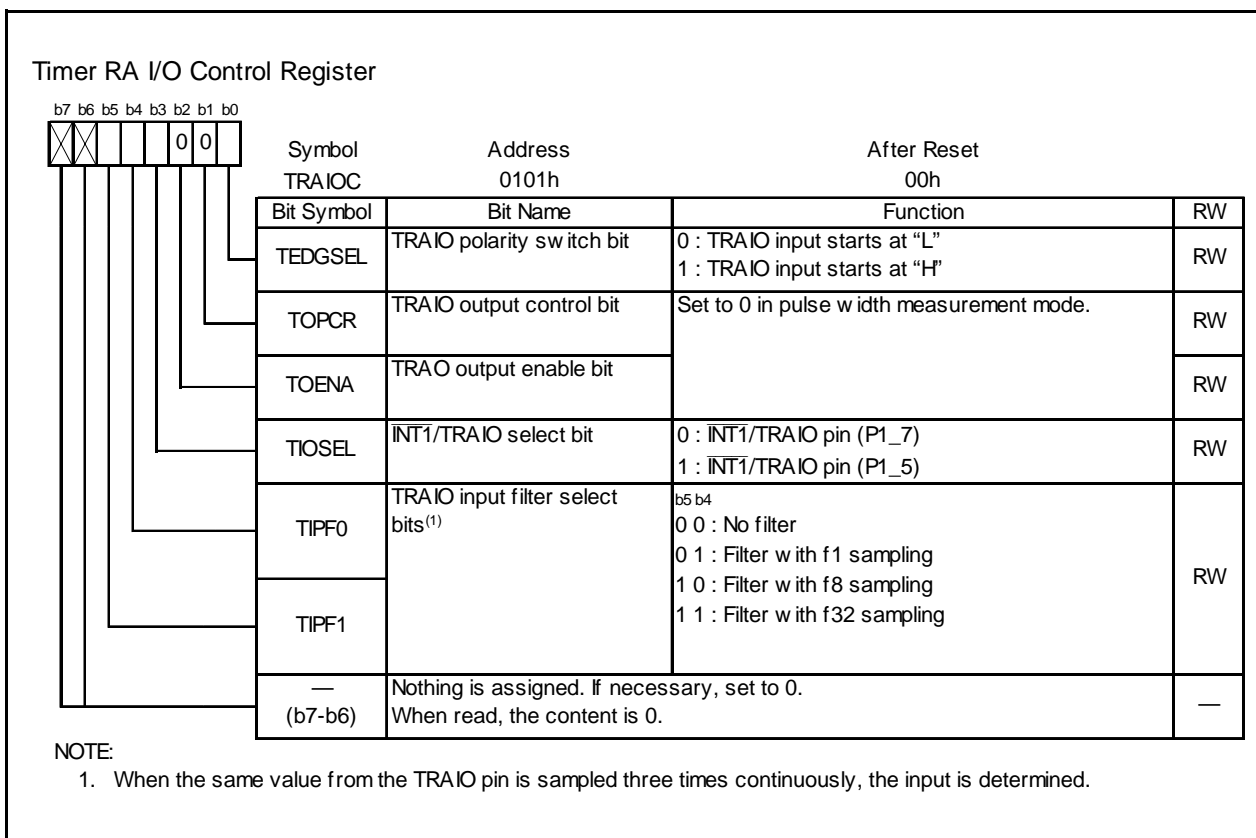 Timer RA I/O Control Register
b7 b6 b5 b4 b3 b2 b1 b0
0 0
Symbol Address After Reset
TRAIOC 0101h 00h
Bit Symbol Bit Name Function RW
TEDGSEL TRAIO polarity switch bit 0 : TRAIO input starts at “L” RW
1 : TRAIO input starts at “H”
TOPCR TRAIO output control bit Set to 0 in pulse width measurement mode. RW
TOENA TRAO output enable bit RW
TIOSEL INT1/TRAIO select bit 0 : INT1/TRAIO pin (P1_7) RW
1 : INT1/TRAIO pin (P1_5)
TIPF0 TRAIO input filter select bits(1) b5 b4
0 0 : No filter
0 1 : Filter with f1 sampling
1 0 : Filter with f8 sampling RW
TIPF1 1 1 : Filter with f32 sampling
— Nothing is assigned. If necessary, set to 0. —
(b7-b6) When read, the content is 0.
NOTE:
1. When the same value from the TRAIO pin is sampled three times continuously, the input is determined.